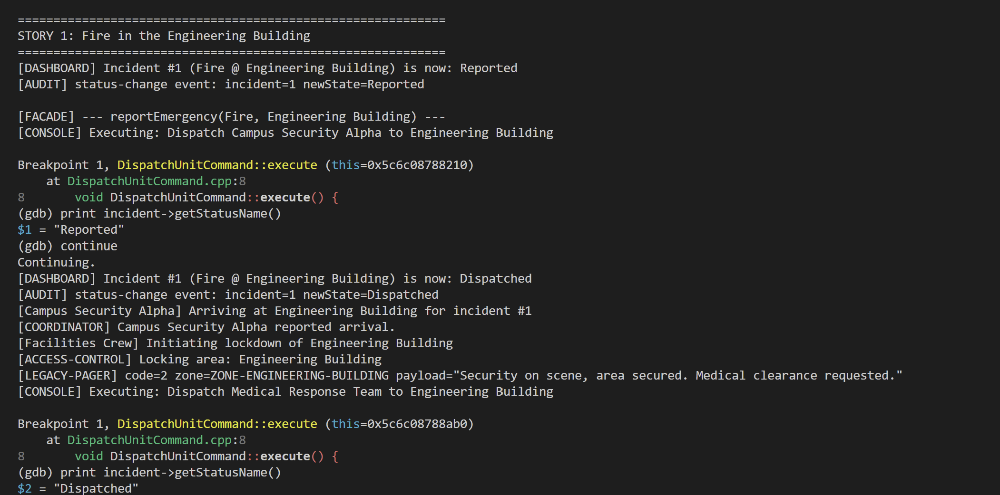 ============================================================
STORY 1: Fire in the Engineering Building
============================================================
[DASHBOARD] Incident #1 (Fire @ Engineering Building) is now: Reported
[AUDIT] status-change event: incident=1 newState=Reported

[FACADE] --- reportEmergency(Fire, Engineering Building) ---
[CONSOLE] Executing: Dispatch Campus Security Alpha to Engineering Building

Breakpoint 1, DispatchUnitCommand::execute (this=0x5c6c08788210)
    at DispatchUnitCommand.cpp:8
8       void DispatchUnitCommand::execute() {
(gdb) print incident->getStatusName()
$1 = "Reported"
(gdb) continue
Continuing.
[DASHBOARD] Incident #1 (Fire @ Engineering Building) is now: Dispatched
[AUDIT] status-change event: incident=1 newState=Dispatched
[Campus Security Alpha] Arriving at Engineering Building for incident #1
[COORDINATOR] Campus Security Alpha reported arrival.
[Facilities Crew] Initiating lockdown of Engineering Building
[ACCESS-CONTROL] Locking area: Engineering Building
[LEGACY-PAGER] code=2 zone=ZONE-ENGINEERING-BUILDING payload="Security on scene, area secured. Medical clearance requested."
[CONSOLE] Executing: Dispatch Medical Response Team to Engineering Building

Breakpoint 1, DispatchUnitCommand::execute (this=0x5c6c08788ab0)
    at DispatchUnitCommand.cpp:8
8       void DispatchUnitCommand::execute() {
(gdb) print incident->getStatusName()
$2 = "Dispatched"